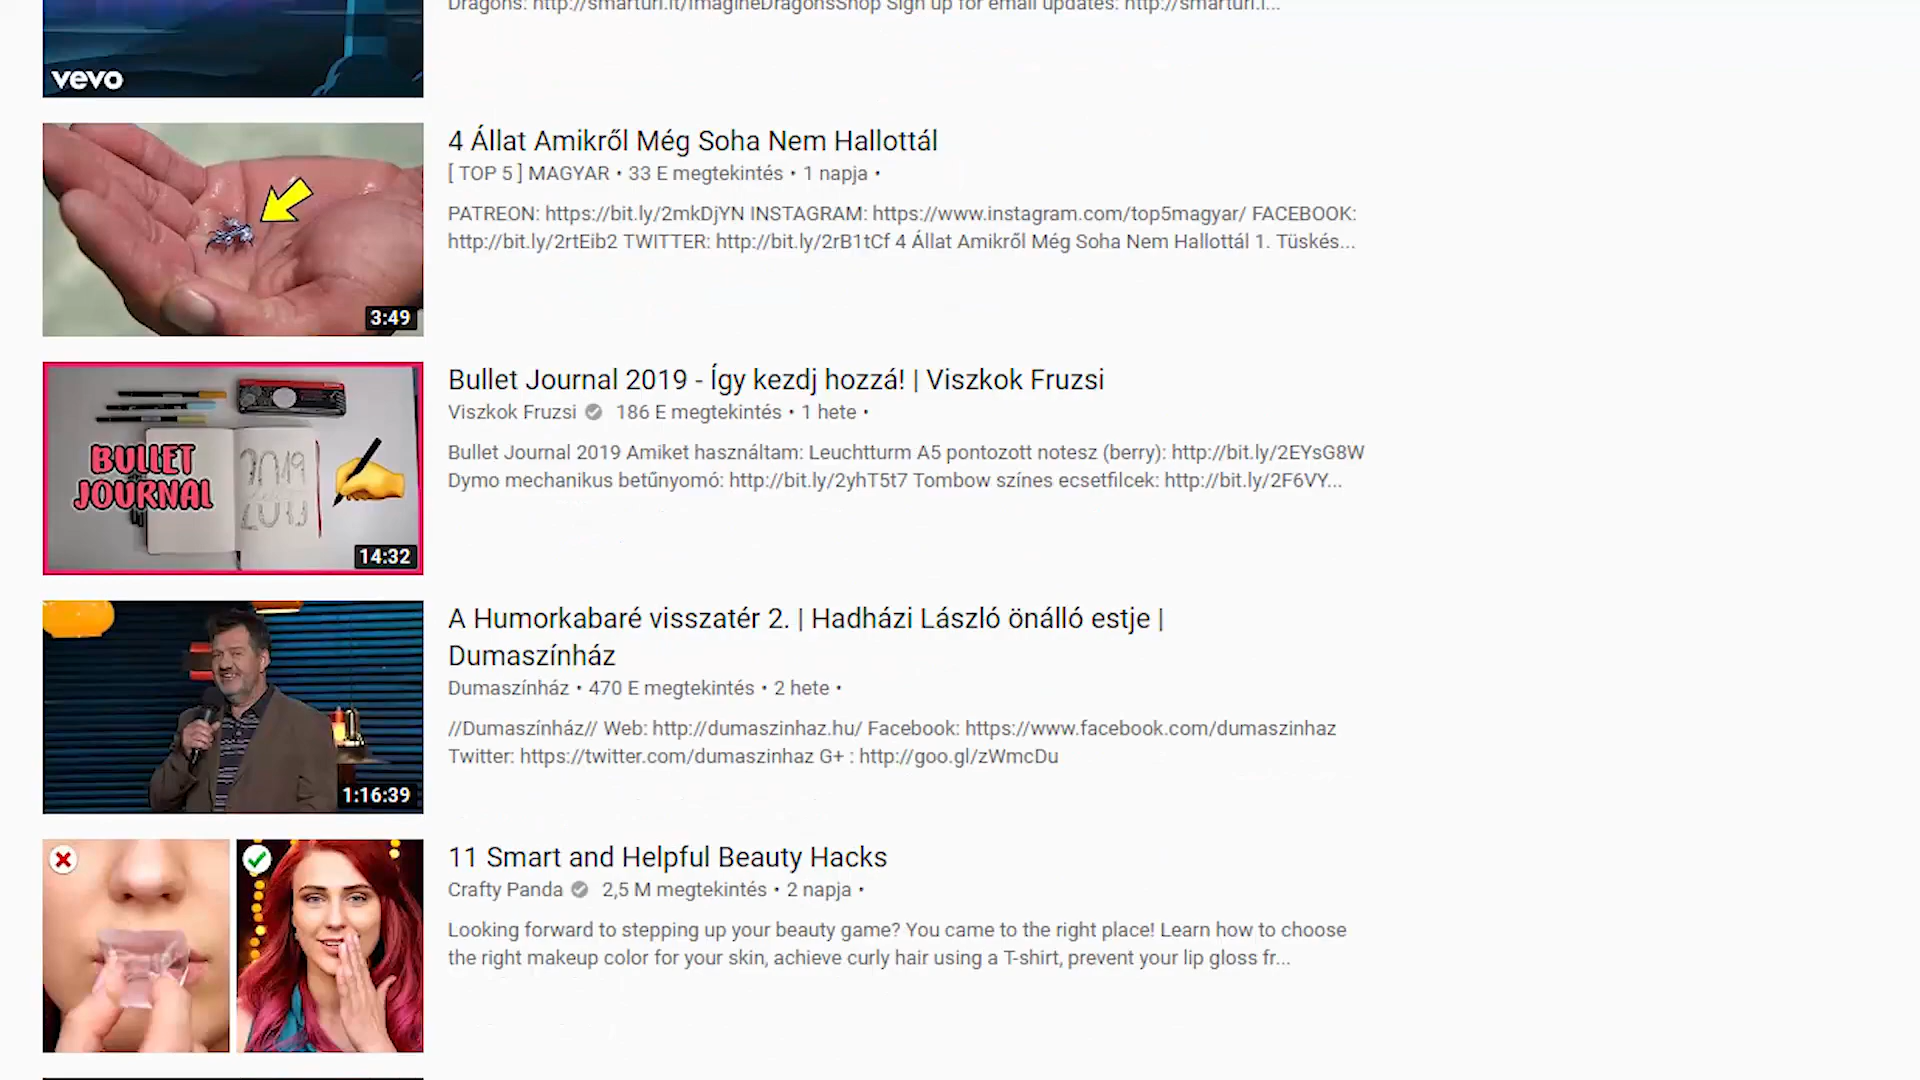 Dragons: http://smarturl.it/ImagineDragonsShop Sign up for email updates: http://smarturl.i...
vevo
4 Állat Amikről Még Soha Nem Hallottál
[ TOP 5 ] MAGYAR • 33 E megtekintés • 1 napja •
PATREON: https://bit.ly/2mkDjYN INSTAGRAM: https://www.instagram.com/top5magyar/ FACEBOOK:
http://bit.ly/2rtEib2 TWITTER: http://bit.ly/2rB1tCf 4 Állat Amikről Még Soha Nem Hallottál 1. Tüskés...
3:49
Bullet Journal 2019 - Így kezdj hozzá! | Viszkok Fruzsi
Viszkok Fruzsi 186 E megtekintés • 1 hete •
Bullet Journal 2019 Amiket használtam: Leuchtturm A5 pontozott notesz (berry): http://bit.ly/2EYsG8W
Dymo mechanikus betűnyomó: http://bit.ly/2yhT5t7 Tombow színes ecsetfilcek: http://bit.ly/2F6VY...
BULLET
JOURNAL
2019
2019
14:32
A Humorkabaré visszatér 2. | Hadházi László önálló estje |
Dumaszínház
Dumaszínház • 470 E megtekintés • 2 hete •
//Dumaszínház// Web: http://dumaszinhaz.hu/ Facebook: https://www.facebook.com/dumaszinhaz
Twitter: https://twitter.com/dumaszinhaz G+ : http://goo.gl/zWmcDu
1:16:39
11 Smart and Helpful Beauty Hacks
Crafty Panda 2,5 M megtekintés • 2 napja •
Looking forward to stepping up your beauty game? You came to the right place! Learn how to choose
the right makeup color for your skin, achieve curly hair using a T-shirt, prevent your lip gloss fr...